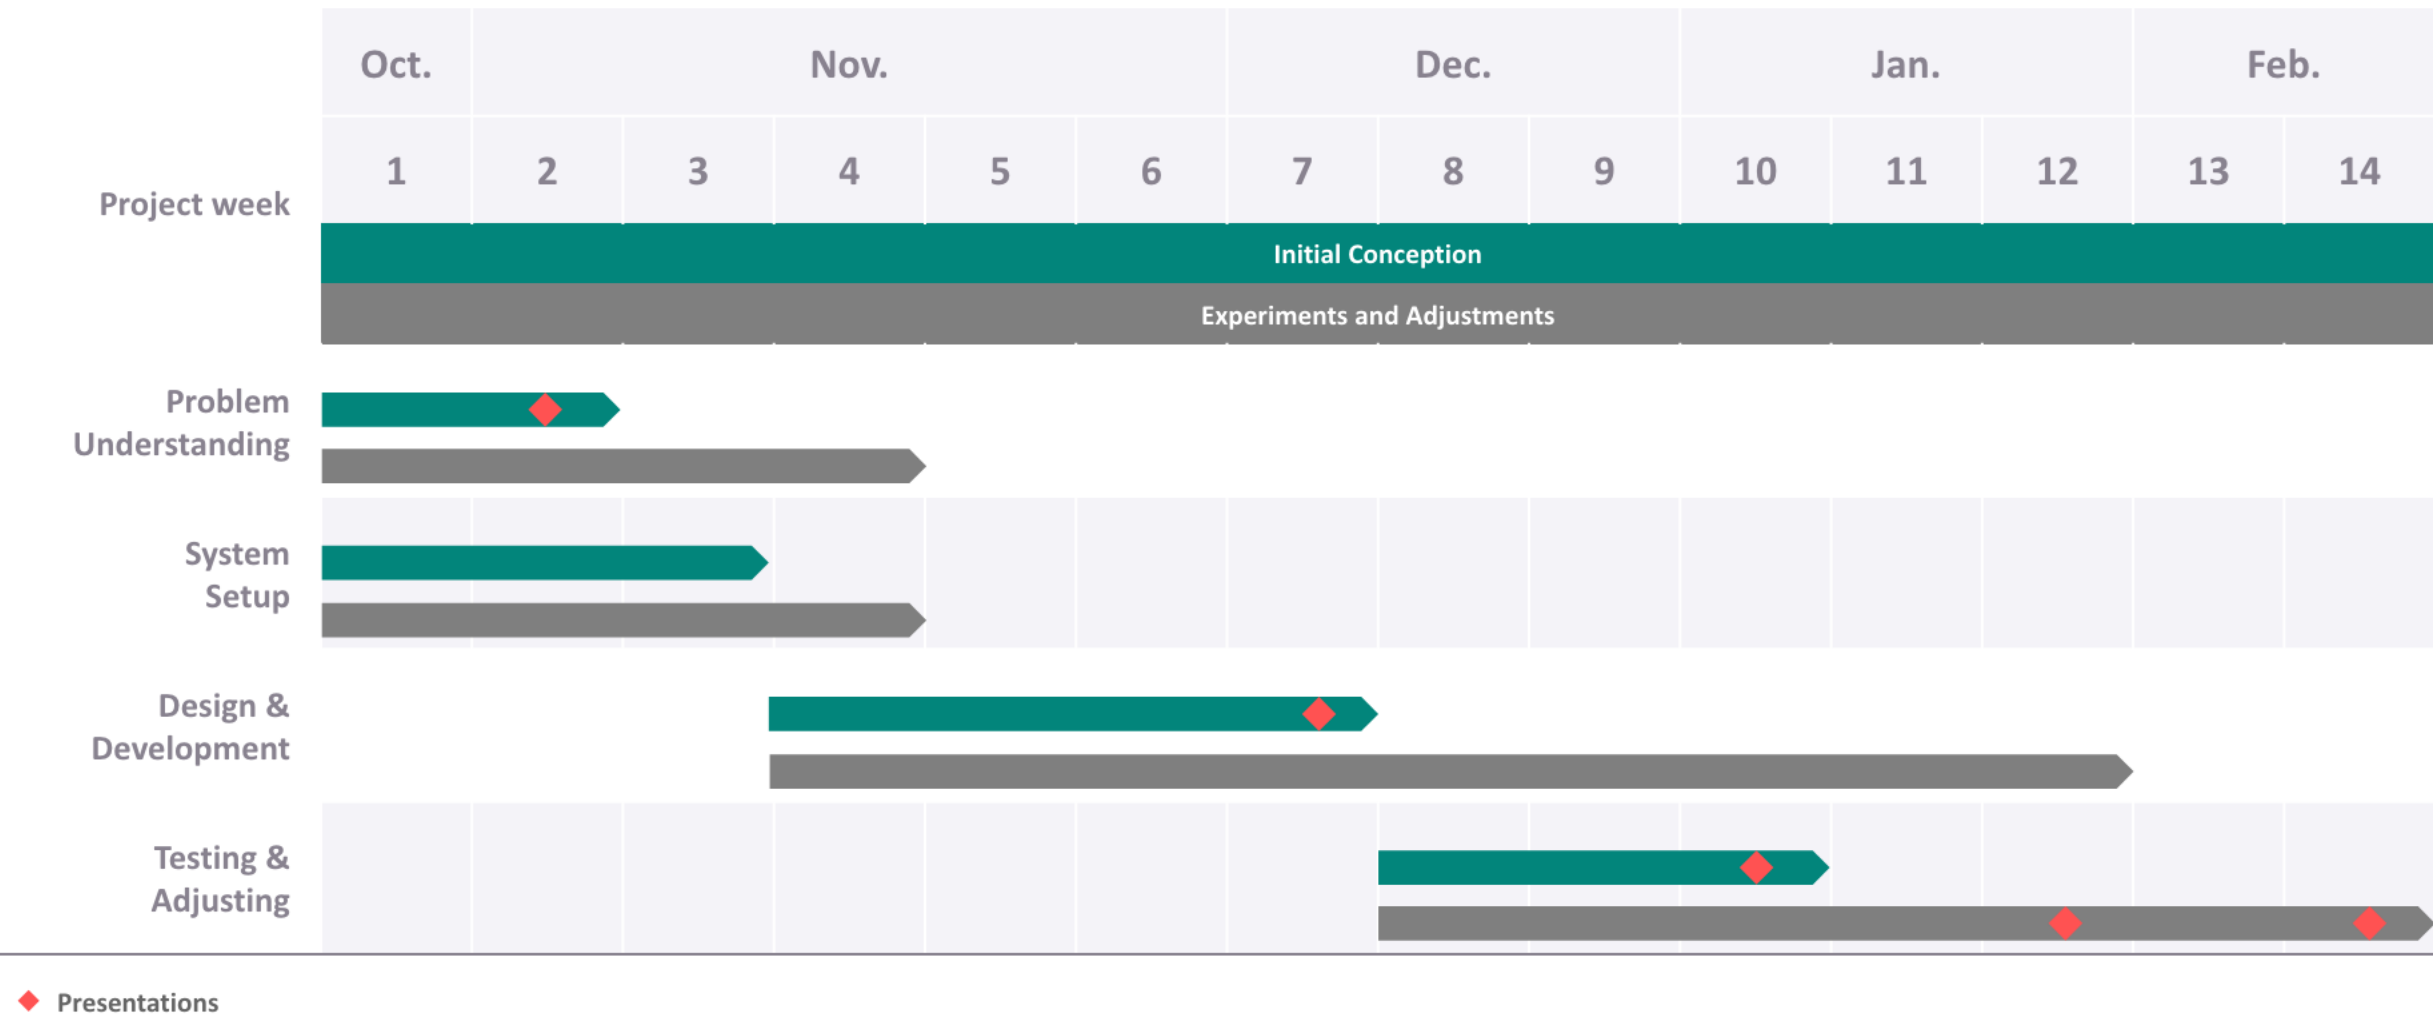 Oct. Nov. Dec. Jan. Feb.
Project week
1 2 3 4 5 6 7 8 9 10 11 12 13 14
Initial Conception
Experiments and Adjustments
Problem
Understanding
System
Setup
Design &
Development
Testing &
Adjusting
Presentations